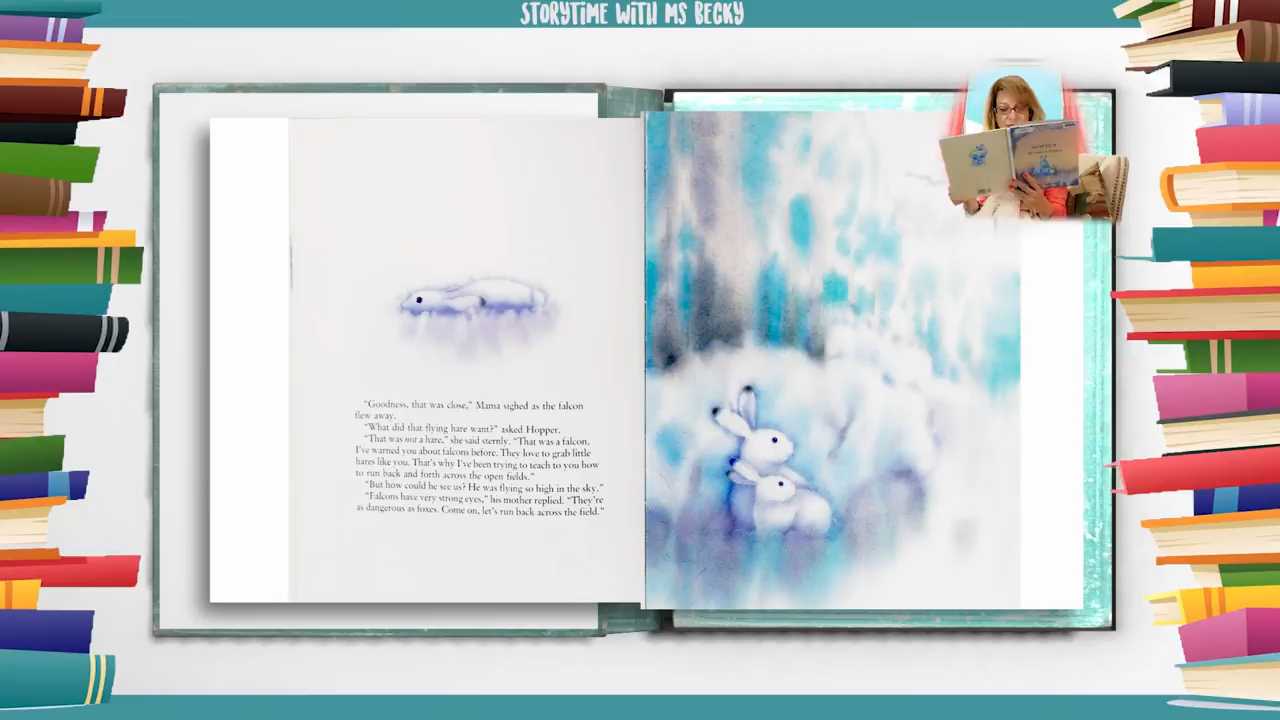 STORYTIME WITH MS BECKY
HOPPER
"Goodness, that was close," Mama sighed as the falcon
flew away.
"What did that flying hare want?" asked Hopper.
"That was not a hare," she said sternly. "That was a falcon.
I've warned you about falcons before. They love to grab little
hares like you. That's why I've been trying to teach to you how
to run back and forth across the open fields."
"But how could he see us? He was flying so high in the sky."
"Falcons have very strong eyes," his mother replied. "They're
as dangerous as foxes. Come on, let's run back across the field."